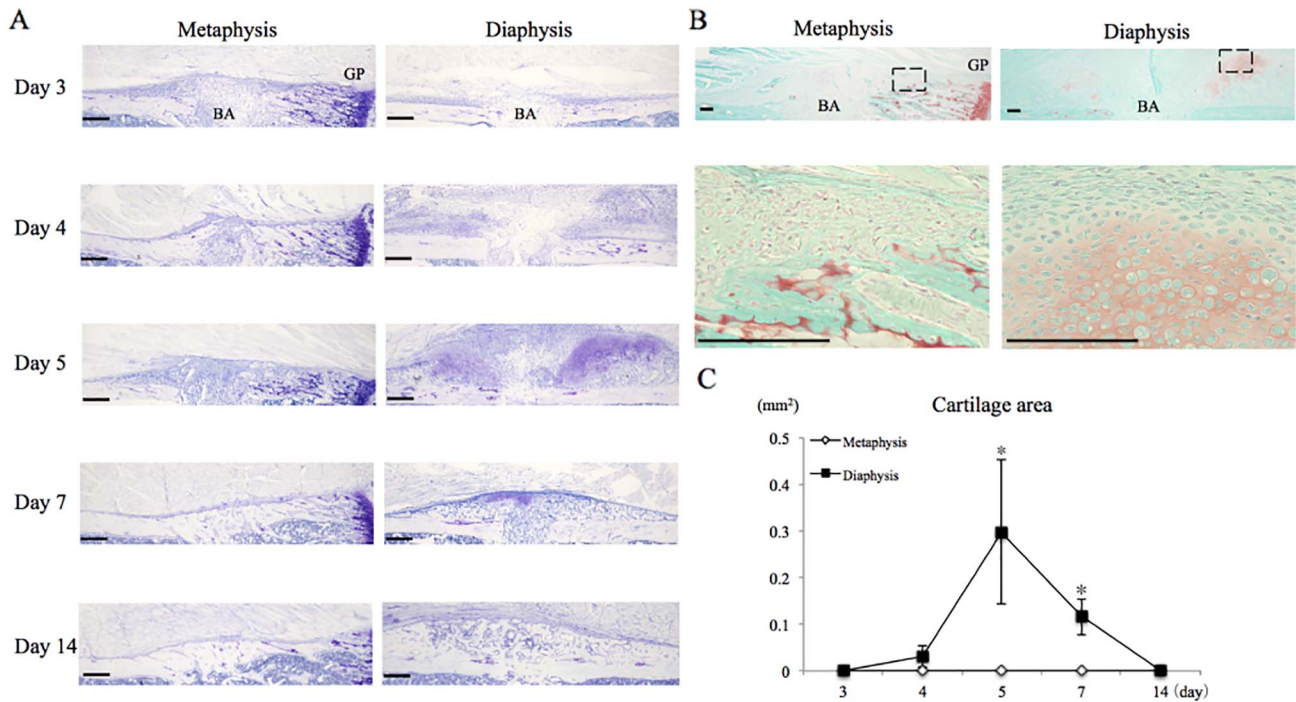 A
Metaphysis Diaphysis
Day 3
GP
BA BA
Day 4
Day 5
Day 7
Day 14
B
Metaphysis Diaphysis
GP
BA BA
C
(mm²) Cartilage area
Metaphysis
Diaphysis
0.5
0.4
0.3
0.2
0.1
0
*
*
3 4 5 7 14 (day)